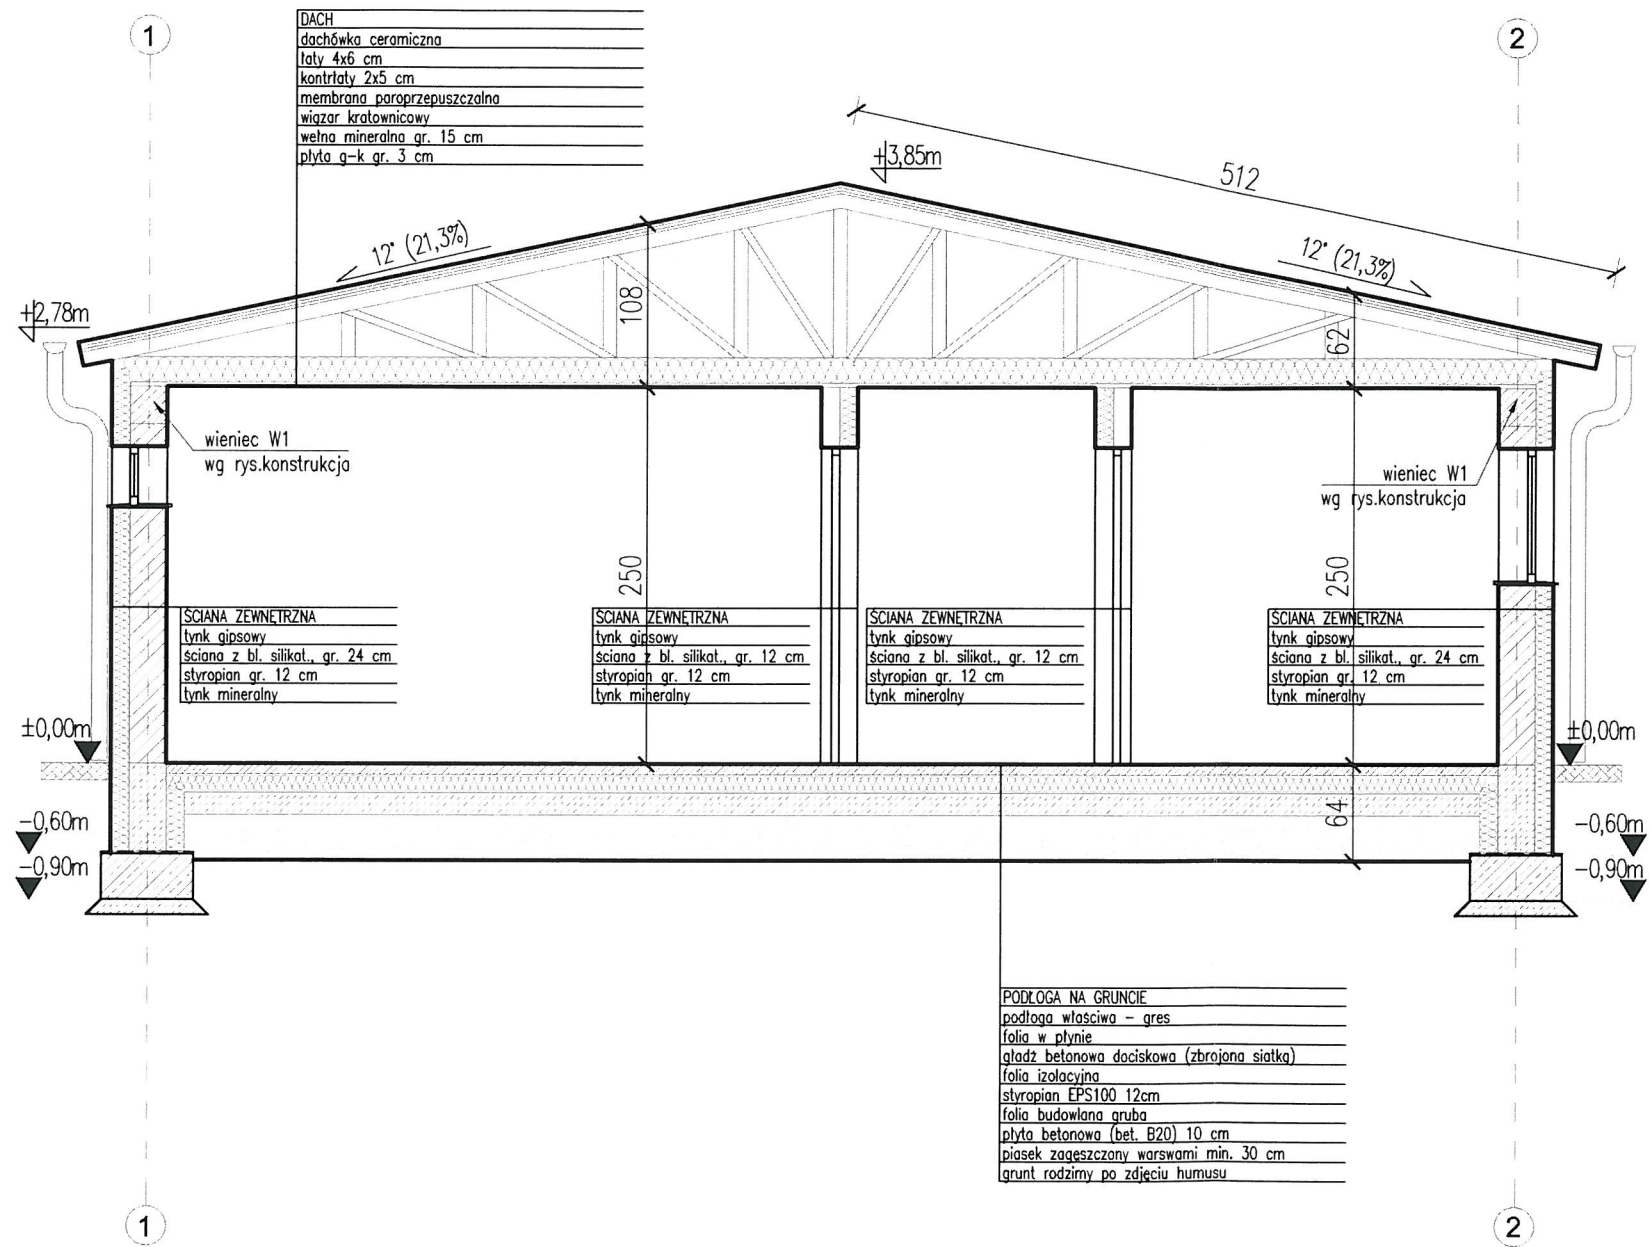 1
2
DACH
dachówka ceramiczna
łaty 4x6 cm
kontrłaty 2x5 cm
membrana paroprzepuszczalna
wiązar kratownicowy
wełna mineralna gr. 15 cm
płyta g-k gr. 3 cm
+3,85m
512
12° (21,3%)
12° (21,3%)
+2,78m
108
62
wieniec W1
wg rys.konstrukcja
wieniec W1
wg rys.konstrukcja
250
250
ŚCIANA ZEWNĘTRZNA
tynk gipsowy
ściana z bl. silikat., gr. 24 cm
styropian gr. 12 cm
tynk mineralny
ŚCIANA ZEWNĘTRZNA
tynk gipsowy
ściana z bl. silikat., gr. 12 cm
styropian gr. 12 cm
tynk mineralny
ŚCIANA ZEWNĘTRZNA
tynk gipsowy
ściana z bl. silikat., gr. 12 cm
styropian gr. 12 cm
tynk mineralny
ŚCIANA ZEWNĘTRZNA
tynk gipsowy
ściana z bl. silikat., gr. 24 cm
styropian gr. 12 cm
tynk mineralny
±0,00m
±0,00m
-0,60m
-0,90m
64
-0,60m
-0,90m
PODŁOGA NA GRUNCIE
podłoga właściwa - gres
folia w płynie
gładź betonowa dociskowa (zbrojona siatką)
folia izolacyjna
styropian EPS100 12cm
folia budowlana gruba
płyta betonowa (bet. B20) 10 cm
piasek zagęszczony warswami min. 30 cm
grunt rodzimy po zdjęciu humusu
1
2